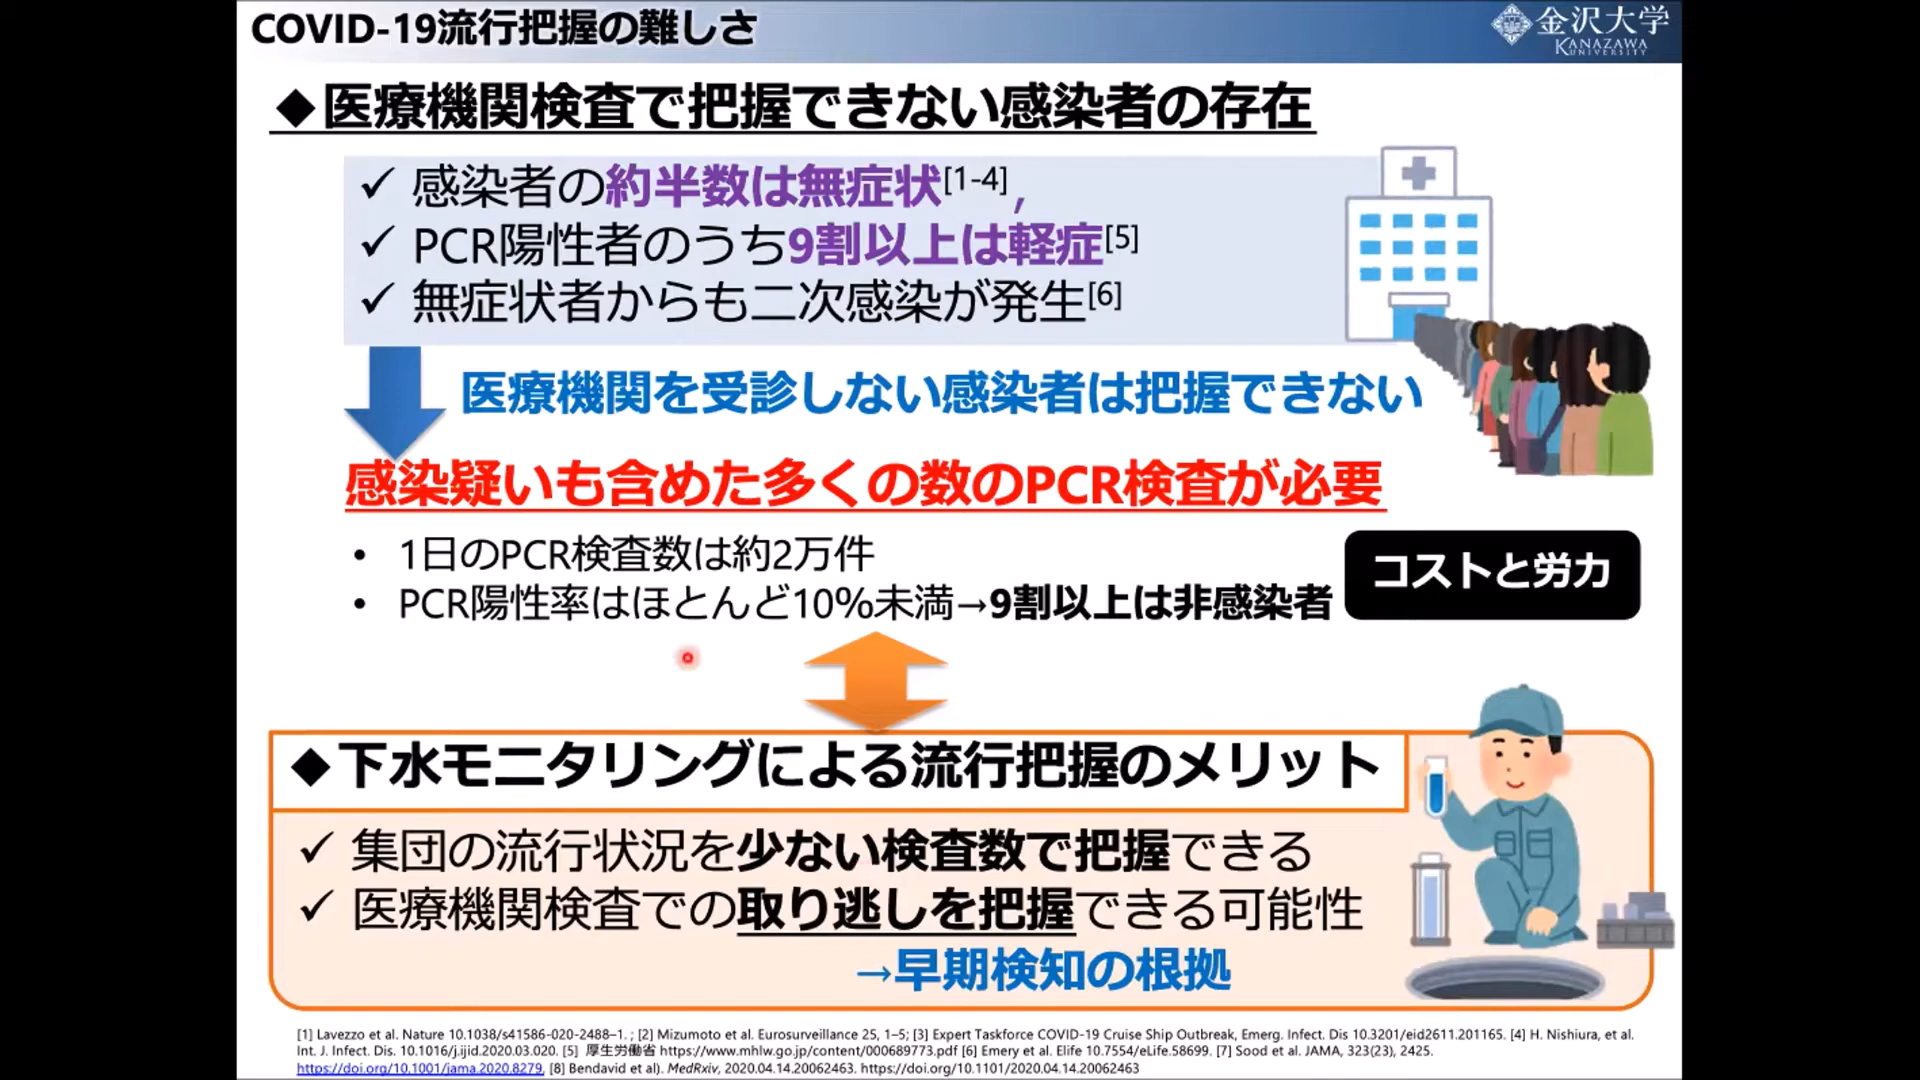 COVID-19流行把握の難しさ
金沢大学
KANAZAWA
UNIVERSITY
◆医療機関検査で把握できない感染者の存在
✓ 感染者の約半数は無症状[1-4],
✓ PCR陽性者のうち9割以上は軽症[5]
✓ 無症状者からも二次感染が発生[6]
医療機関を受診しない感染者は把握できない
感染疑いも含めた多くの数のPCR検査が必要
• 1日のPCR検査数は約2万件
• PCR陽性率はほとんど10%未満→9割以上は非感染者
コストと労力
◆下水モニタリングによる流行把握のメリット
✓ 集団の流行状況を少ない検査数で把握できる
✓ 医療機関検査での取り逃しを把握できる可能性
→早期検知の根拠
[1] Lavezzo et al. Nature 10.1038/s41586-020-2488–1. ; [2] Mizumoto et al. Eurosurveillance 25, 1–5; [3] Expert Taskforce COVID-19 Cruise Ship Outbreak, Emerg. Infect. Dis 10.3201/eid2611.201165. [4] H. Nishiura, et al.
Int. J. Infect. Dis. 10.1016/j.ijid.2020.03.020. [5] 厚生労働省 https://www.mhlw.go.jp/content/000689773.pdf [6] Emery et al. Elife 10.7554/eLife.58699. [7] Sood et al. JAMA, 323(23), 2425.
https://doi.org/10.1001/jama.2020.8279, [8] Bendavid et al). MedRxiv, 2020.04.14.20062463. https://doi.org/10.1101/2020.04.14.20062463